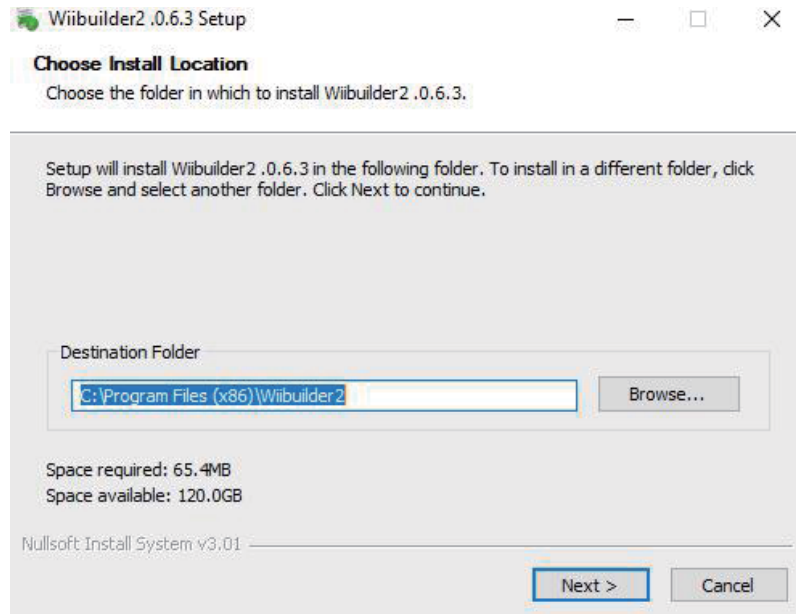 Wiibuilder2 .0.6.3 Setup
Choose Install Location
Choose the folder in which to install Wiibuilder2 .0.6.3.
Setup will install Wiibuilder2 .0.6.3 in the following folder. To install in a different folder, click
Browse and select another folder. Click Next to continue.
Destination Folder
C:\Program Files (x86)\Wiibuilder2
Browse...
Space required: 65.4MB
Space available: 120.0GB
Nullsoft Install System v3.01
Next >
Cancel